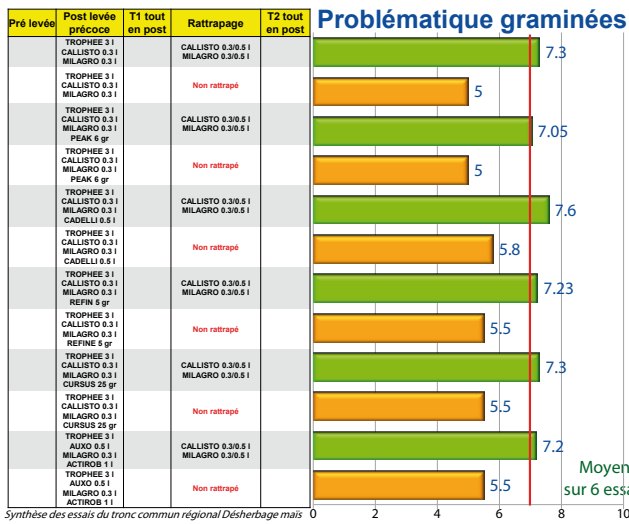 Pré levée
Post levée précoce
T1 tout en post
Rattrapage
T2 tout en post
Problématique graminées
TROPHEE 3 l
CALLISTO 0.3 l
MILAGRO 0.3 l
CALLISTO 0.3/0.5 l
MILAGRO 0.3/0.5 l
7.3
TROPHEE 3 l
CALLISTO 0.3 l
MILAGRO 0.3 l
Non rattrapé
5
TROPHEE 3 l
CALLISTO 0.3 l
MILAGRO 0.3 l
PEAK 6 gr
CALLISTO 0.3/0.5 l
MILAGRO 0.3/0.5 l
7.05
TROPHEE 3 l
CALLISTO 0.3 l
MILAGRO 0.3 l
PEAK 6 gr
Non rattrapé
5
TROPHEE 3 l
CALLISTO 0.3 l
MILAGRO 0.3 l
CADELLI 0.5 l
CALLISTO 0.3/0.5 l
MILAGRO 0.3/0.5 l
7.6
TROPHEE 3 l
CALLISTO 0.3 l
MILAGRO 0.3 l
CADELLI 0.5 l
Non rattrapé
5.8
TROPHEE 3 l
CALLISTO 0.3 l
MILAGRO 0.3 l
REFIN 5 gr
CALLISTO 0.3/0.5 l
MILAGRO 0.3/0.5 l
7.23
TROPHEE 3 l
CALLISTO 0.3 l
MILAGRO 0.3 l
REFINE 5 gr
Non rattrapé
5.5
TROPHEE 3 l
CALLISTO 0.3 l
MILAGRO 0.3 l
CURSUS 25 gr
CALLISTO 0.3/0.5 l
MILAGRO 0.3/0.5 l
7.3
TROPHEE 3 l
CALLISTO 0.3 l
MILAGRO 0.3 l
CURSUS 25 gr
Non rattrapé
5.5
TROPHEE 3 l
AUXO 0.5 l
MILAGRO 0.3 l
ACTIROB 1 l
CALLISTO 0.3/0.5 l
MILAGRO 0.3/0.5 l
7.2
TROPHEE 3 l
AUXO 0.5 l
MILAGRO 0.3 l
ACTIROB 1 l
Non rattrapé
5.5
Moyen
sur 6 essa
Synthèse des essais du tronc commun régional Désherbage maïs
0 2 4 6 8 10